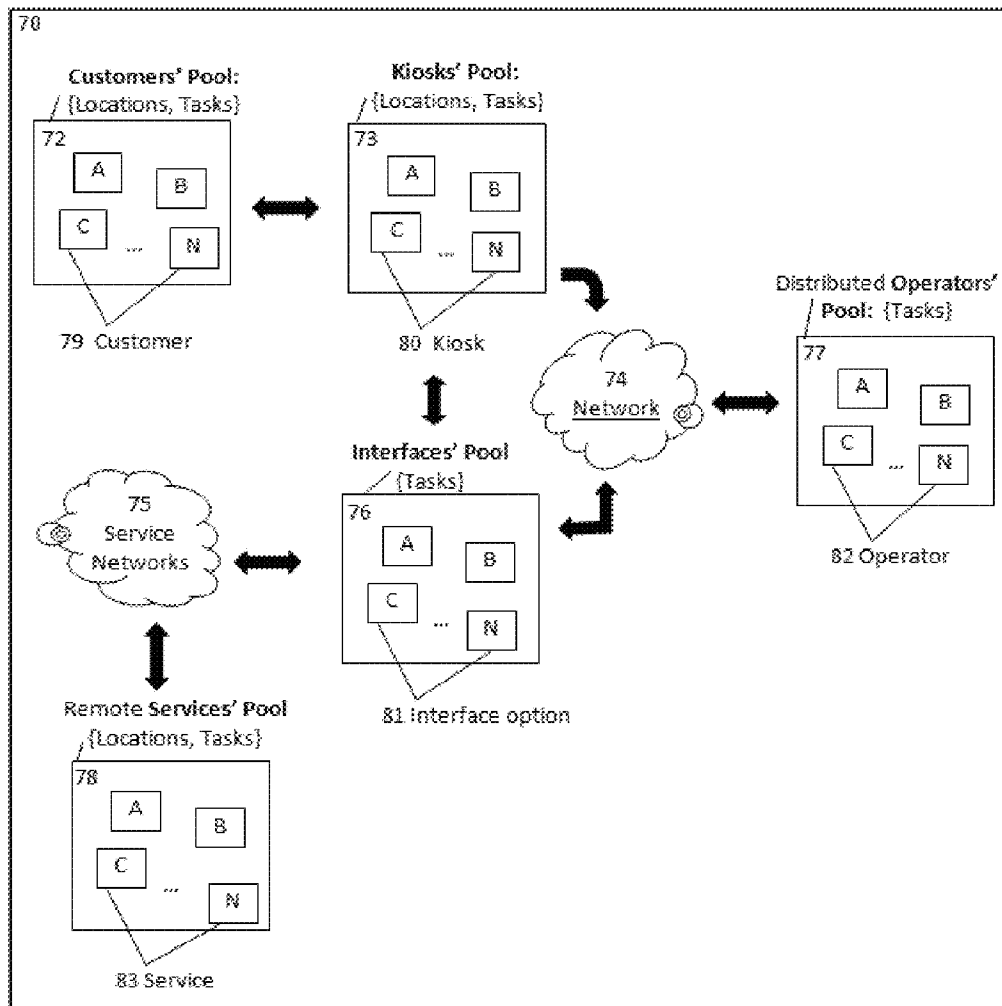 70
Customers' Pool:
{Locations, Tasks}
72
A
B
C
...
N
79 Customer
Kiosks' Pool:
{Locations, Tasks}
73
A
B
C
...
N
80 Kiosk
74
Network
Distributed Operators'
Pool: {Tasks}
77
A
B
C
...
N
82 Operator
Interfaces' Pool
{Tasks}
76
A
B
C
...
N
81 Interface option
75
Service
Networks
Remote Services' Pool
{Locations, Tasks}
78
A
B
C
...
N
83 Service